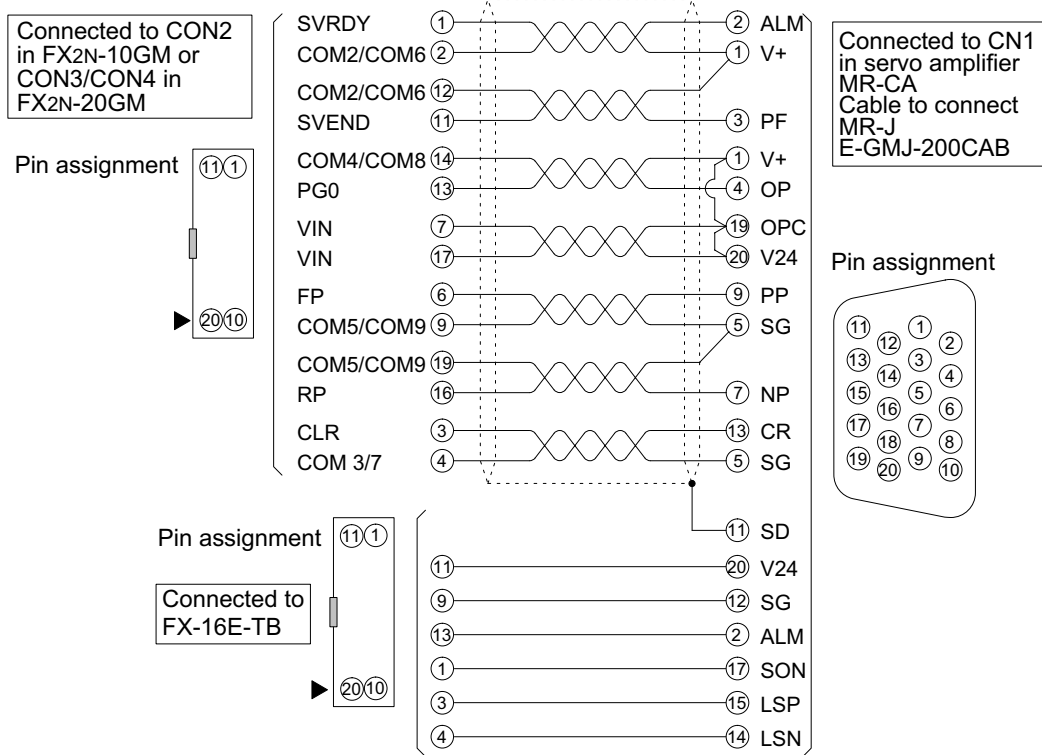 Connected to CON2
in FX2N-10GM or
CON3/CON4 in
FX2N-20GM
SVRDY 1 2 ALM
COM2/COM6 2 1 V+
COM2/COM6 12
SVEND 11 3 PF
COM4/COM8 14 1 V+
PG0 13 4 OP
VIN 7 19 OPC
VIN 17 20 V24
FP 6 9 PP
COM5/COM9 9 5 SG
COM5/COM9 19
RP 16 7 NP
CLR 3 13 CR
COM 3/7 4 5 SG
11 SD
Connected to CN1
in servo amplifier
MR-CA
Cable to connect
MR-J
E-GMJ-200CAB
Pin assignment
11 1
20 10
Pin assignment
11 1
12 2
13 3
14 4
15 5
16 6
17 7
18 8
19 9
20 10
Pin assignment
11 1
20 10
Connected to
FX-16E-TB
11 20 V24
9 12 SG
13 2 ALM
1 17 SON
3 15 LSP
4 14 LSN